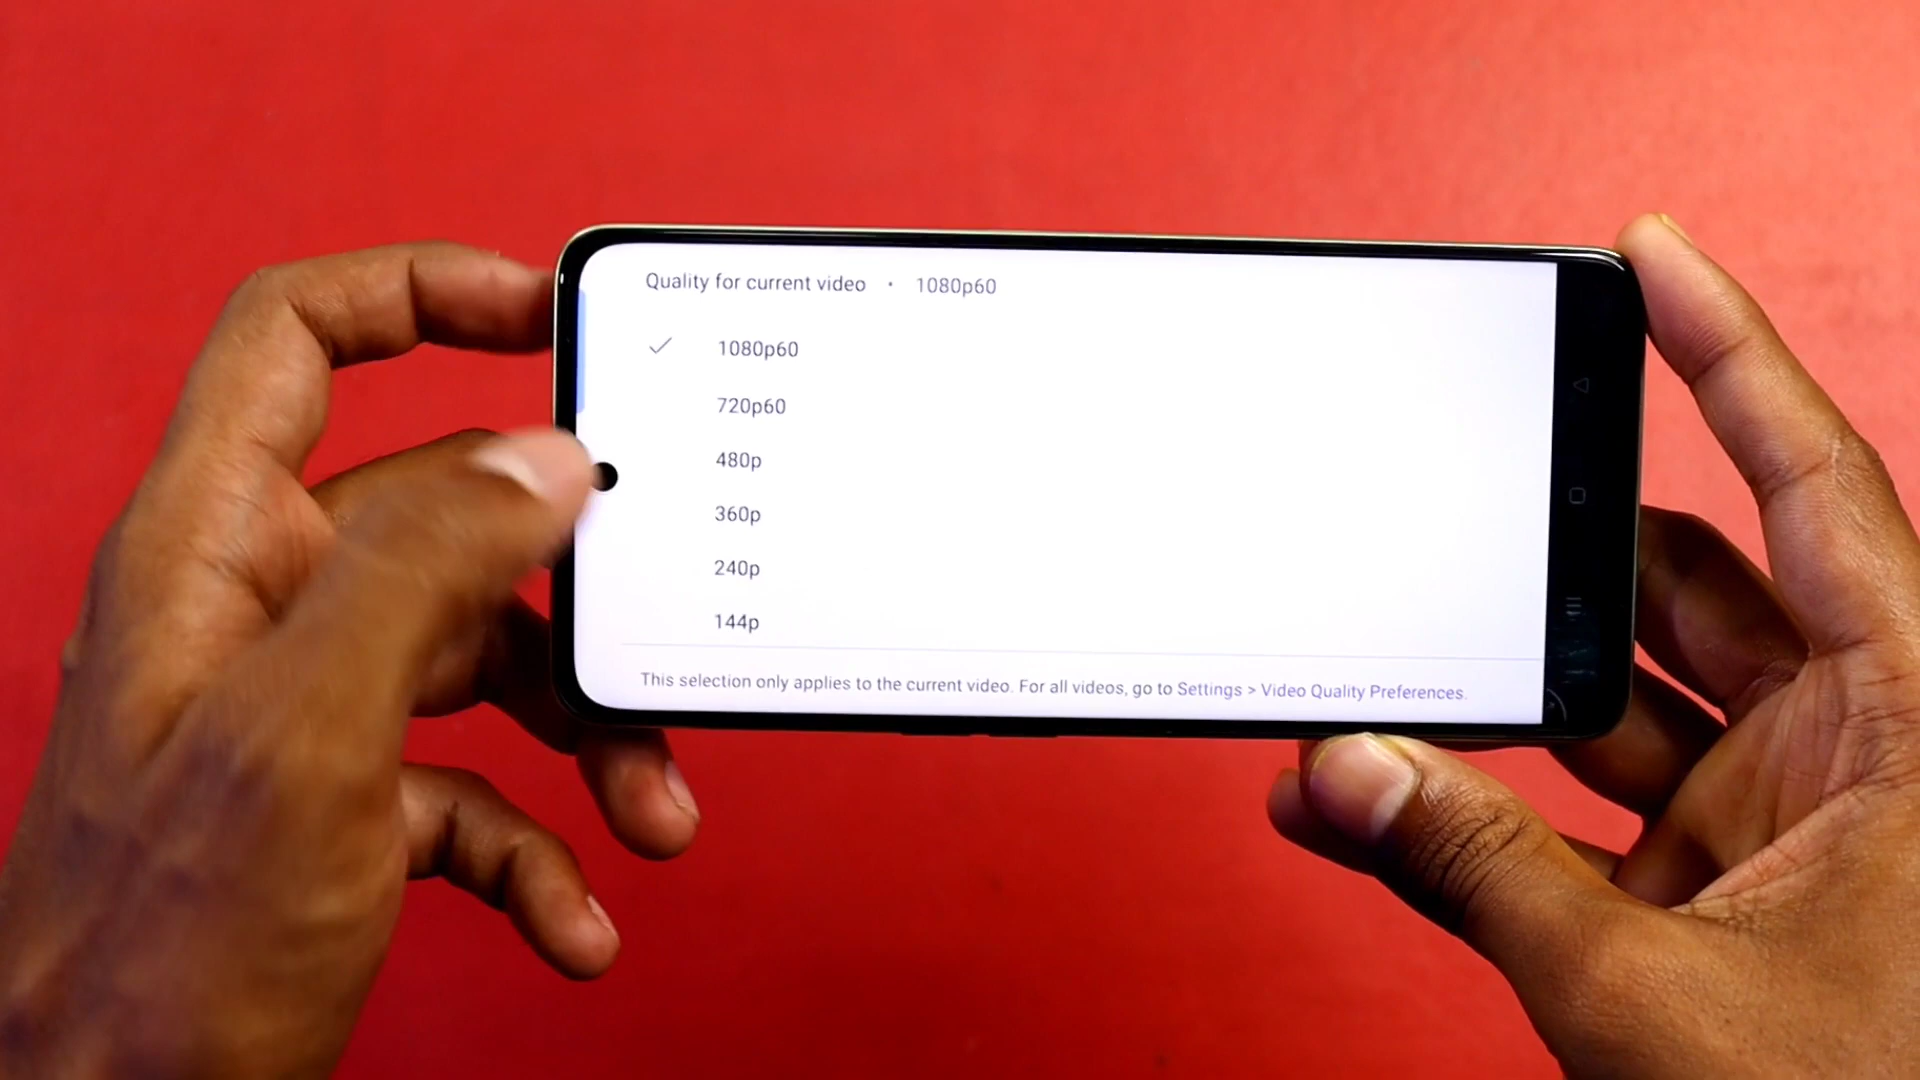 Quality for current video • 1080p60
1080p60
720p60
480p
360p
240p
144p
This selection only applies to the current video. For all videos, go to Settings > Video Quality Preferences.